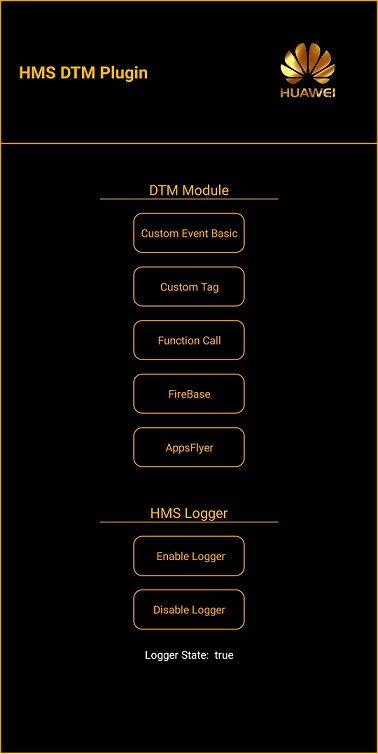 HMS DTM Plugin
HUAWEI
DTM Module
Custom Event Basic
Custom Tag
Function Call
FireBase
AppsFlyer
HMS Logger
Enable Logger
Disable Logger
Logger State: true